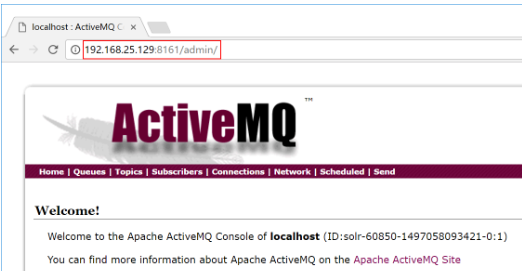 localhost : ActiveMQ C
192.168.25.129:8161/admin/
ActiveMQ ™
Home | Queues | Topics | Subscribers | Connections | Network | Scheduled | Send
Welcome!
Welcome to the Apache ActiveMQ Console of localhost (ID:solr-60850-1497058093421-0:1)
You can find more information about Apache ActiveMQ on the Apache ActiveMQ Site